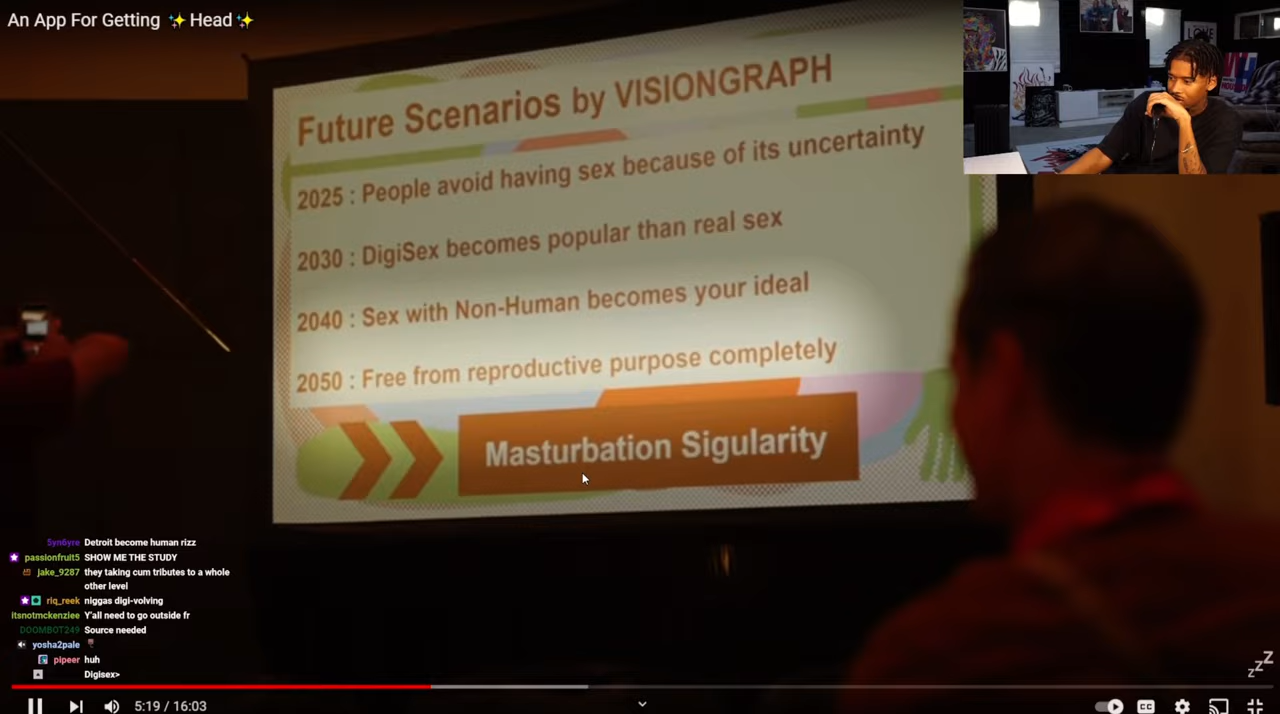 An App For Getting ✨Head✨
Future Scenarios by VISIONGRAPH
2025 : People avoid having sex because of its uncertainty
2030 : DigiSex becomes popular than real sex
2040 : Sex with Non-Human becomes your ideal
2050 : Free from reproductive purpose completely
Masturbation Sigularity
LOVE
5yn6yre Detroit become human rizz
passionfruit5 SHOW ME THE STUDY
jake_9287 they taking cum tributes to a whole
other level
riq_reek niggas digi-volving
itsnotmckenziee Y'all need to go outside fr
DOOMBOT249 Source needed
yosha2pale
pipeer huh
Digisex>
zzZ
5:19 / 16:03
CC